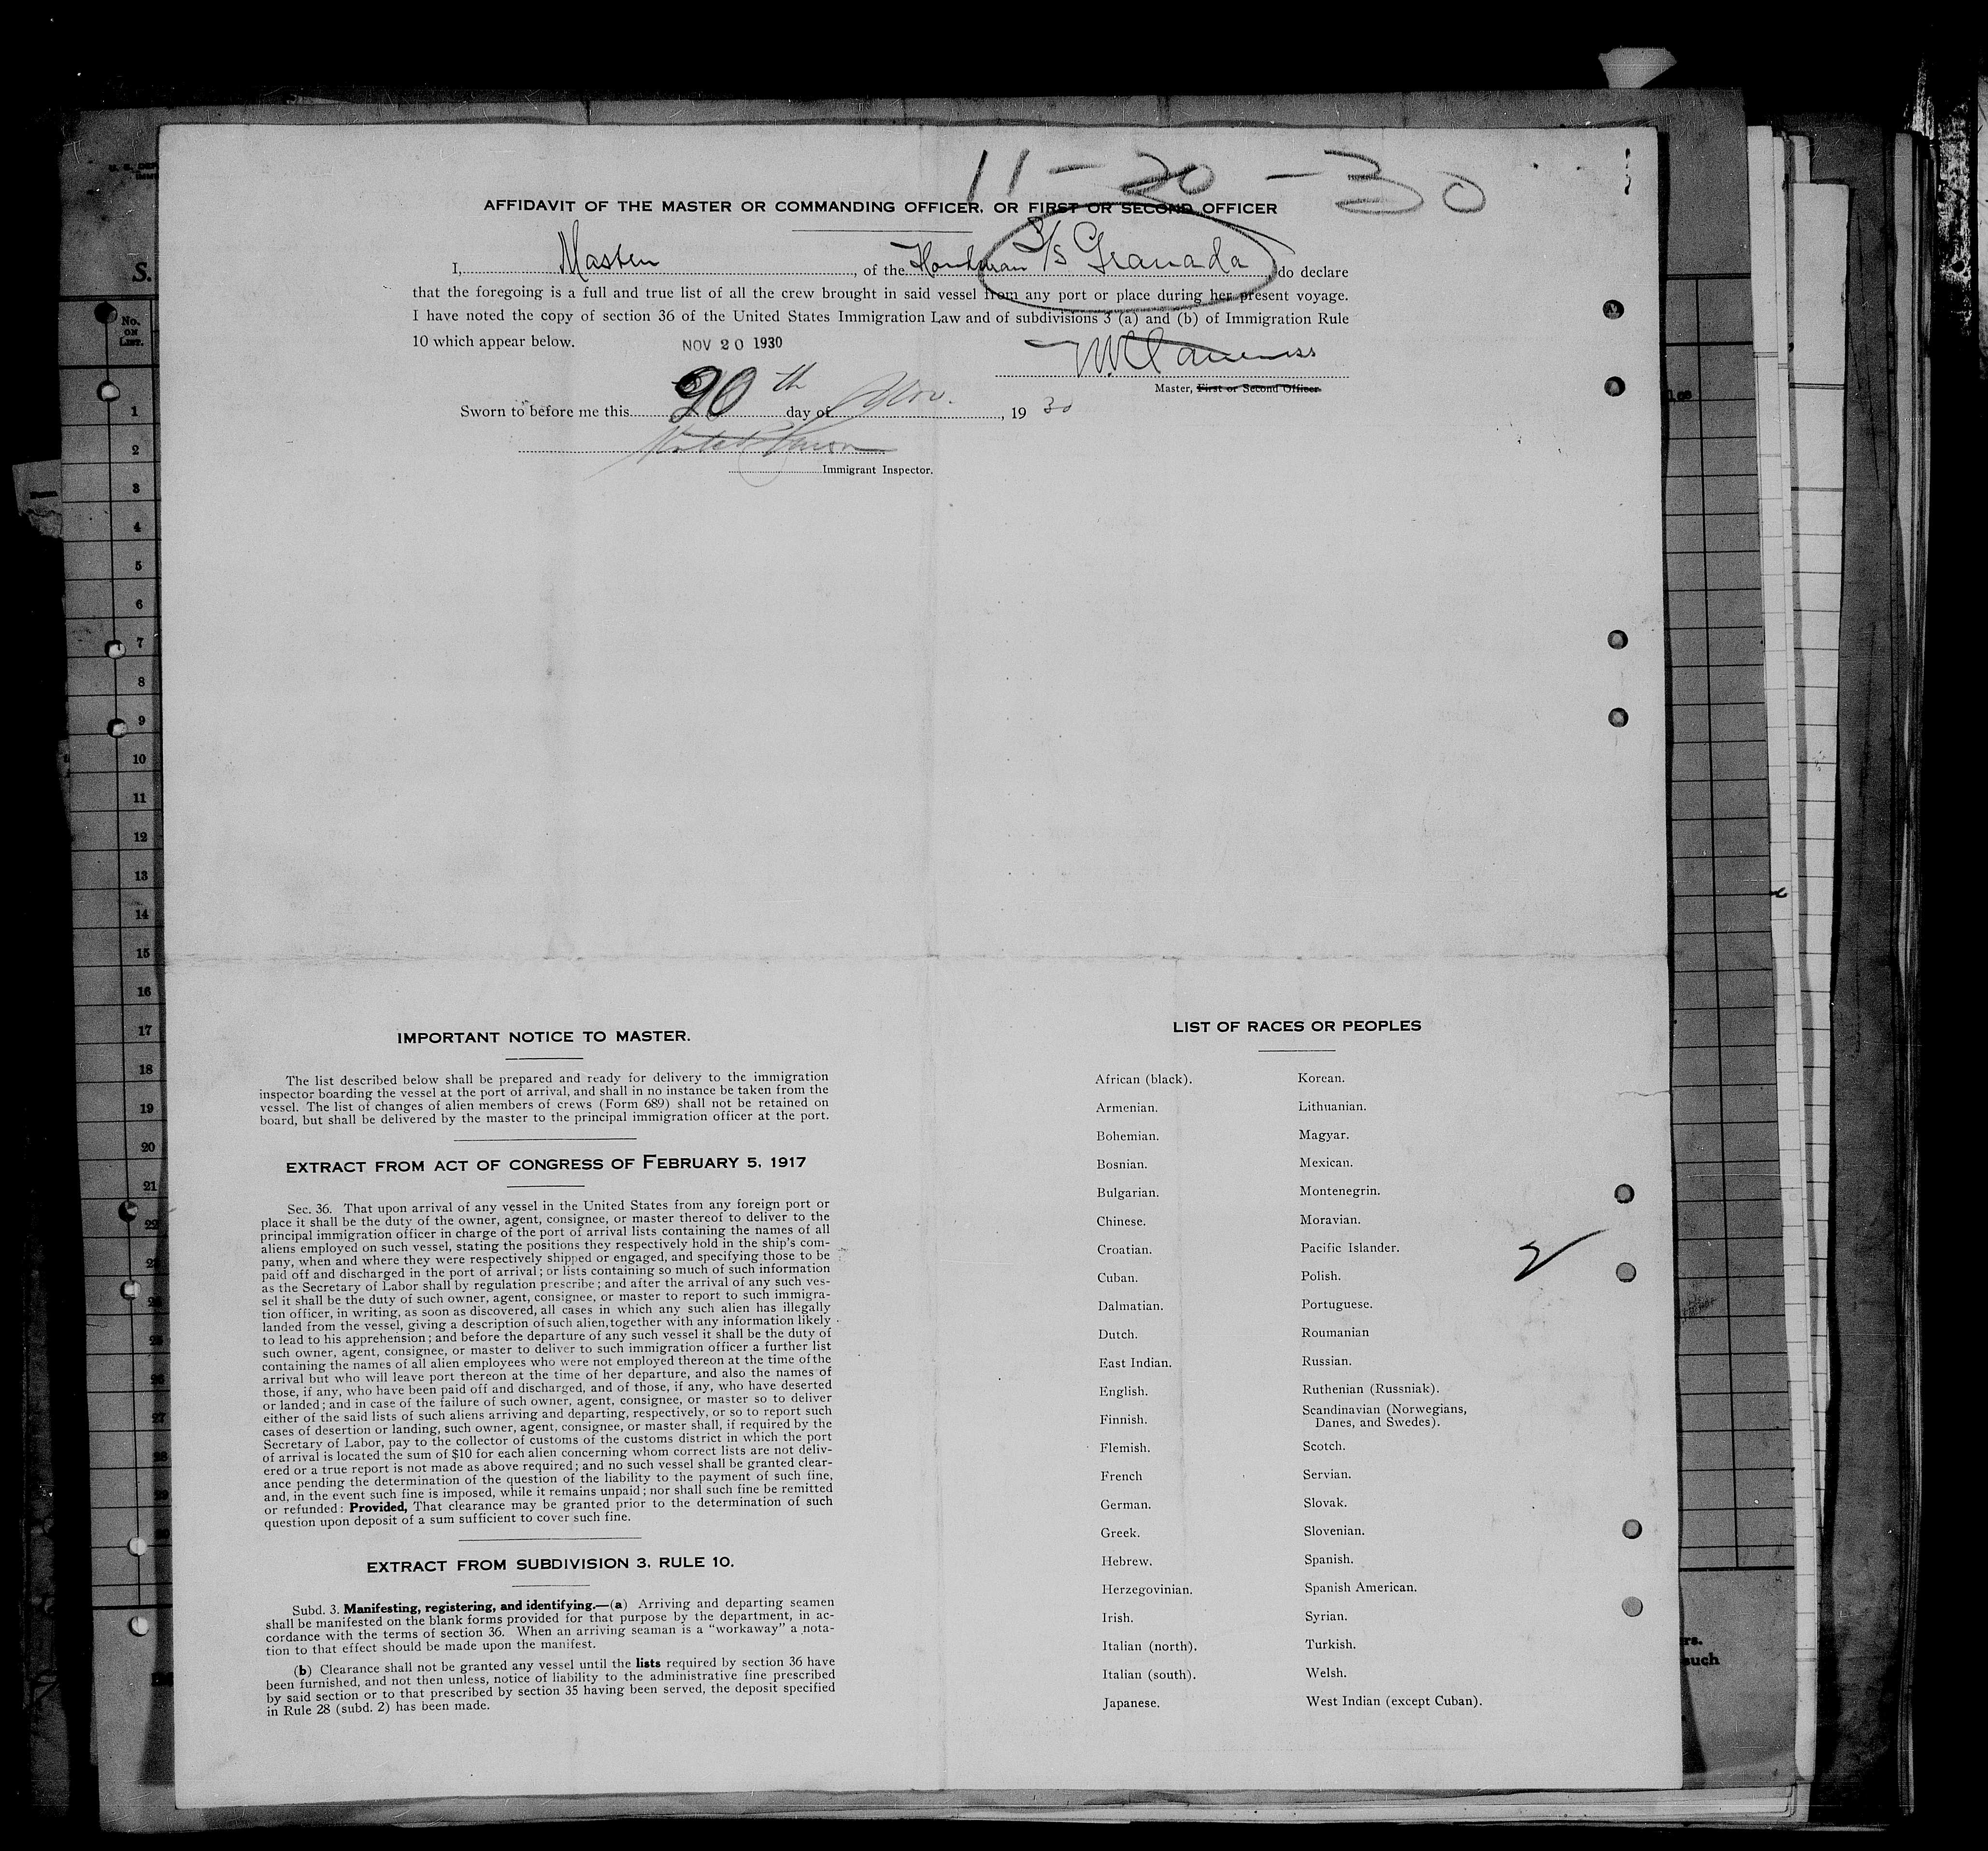 11-20-30
AFFIDAVIT OF THE MASTER OR COMMANDING OFFICER, OR FIRST OR SECOND OFFICER
I, Master, of the S/S Granada do declare
that the foregoing is a full and true list of all the crew brought in said vessel from any port or place during her present voyage.
I have noted the copy of section 36 of the United States Immigration Law and of subdivisions 3 (a) and (b) of Immigration Rule
10 which appear below.
NOV 20 1930
Master, First or Second Officer.
Sworn to before me this 20th day of Nov., 1930
Immigrant Inspector.
S.
No.
ON
LIST.
1
2
3
4
5
6
7
8
9
10
11
12
13
14
15
16
17
18
19
20
21
22
IMPORTANT NOTICE TO MASTER.
The list described below shall be prepared and ready for delivery to the immigration
inspector boarding the vessel at the port of arrival, and shall in no instance be taken from the
vessel. The list of changes of alien members of crews (Form 689) shall not be retained on
board, but shall be delivered by the master to the principal immigration officer at the port.
EXTRACT FROM ACT OF CONGRESS OF FEBRUARY 5, 1917
Sec. 36. That upon arrival of any vessel in the United States from any foreign port or
place it shall be the duty of the owner, agent, consignee, or master thereof to deliver to the
principal immigration officer in charge of the port of arrival lists containing the names of all
aliens employed on such vessel, stating the positions they respectively hold in the ship's com-
pany, when and where they were respectively shipped or engaged, and specifying those to be
paid off and discharged in the port of arrival; or lists containing so much of such information
as the Secretary of Labor shall by regulation prescribe; and after the arrival of any such ves-
sel it shall be the duty of such owner, agent, consignee, or master to report to such immigra-
tion officer, in writing, as soon as discovered, all cases in which any such alien has illegally
landed from the vessel, giving a description of such alien, together with any information likely
to lead to his apprehension; and before the departure of any such vessel it shall be the duty of
such owner, agent, consignee, or master to deliver to such immigration officer a further list
containing the names of all alien employees who were not employed thereon at the time of the
arrival but who will leave port thereon at the time of her departure, and also the names of
those, if any, who have been paid off and discharged, and of those, if any, who have deserted
or landed; and in case of the failure of such owner, agent, consignee, or master so to deliver
either of the said lists of such aliens arriving and departing, respectively, or so to report such
cases of desertion or landing, such owner, agent, consignee, or master shall, if required by the
Secretary of Labor, pay to the collector of customs of the customs district in which the port
of arrival is located the sum of $10 for each alien concerning whom correct lists are not deliv-
ered or a true report is not made as above required; and no such vessel shall be granted clear-
ance pending the determination of the question of the liability to the payment of such fine,
and, in the event such fine is imposed, while it remains unpaid; nor shall such fine be remitted
or refunded: Provided, That clearance may be granted prior to the determination of such
question upon deposit of a sum sufficient to cover such fine.
EXTRACT FROM SUBDIVISION 3, RULE 10.
Subd. 3. Manifesting, registering, and identifying.—(a) Arriving and departing seamen
shall be manifested on the blank forms provided for that purpose by the department, in ac-
cordance with the terms of section 36. When an arriving seaman is a "workaway" a nota-
tion to that effect should be made upon the manifest.
(b) Clearance shall not be granted any vessel until the lists required by section 36 have
been furnished, and not then unless, notice of liability to the administrative fine prescribed
by said section or to that prescribed by section 35 having been served, the deposit specified
in Rule 28 (subd. 2) has been made.
LIST OF RACES OR PEOPLES
African (black).
Armenian.
Bohemian.
Bosnian.
Bulgarian.
Chinese.
Croatian.
Cuban.
Dalmatian.
Dutch.
East Indian.
English.
Finnish.
Flemish.
French
German.
Greek.
Hebrew.
Herzegovinian.
Irish.
Italian (north).
Italian (south).
Japanese.
Korean.
Lithuanian.
Magyar.
Mexican.
Montenegrin.
Moravian.
Pacific Islander.
Polish.
Portuguese.
Roumanian
Russian.
Ruthenian (Russniak).
Scandinavian (Norwegians,
Danes, and Swedes).
Scotch.
Servian.
Slovak.
Slovenian.
Spanish.
Spanish American.
Syrian.
Turkish.
Welsh.
West Indian (except Cuban).
rs.
such